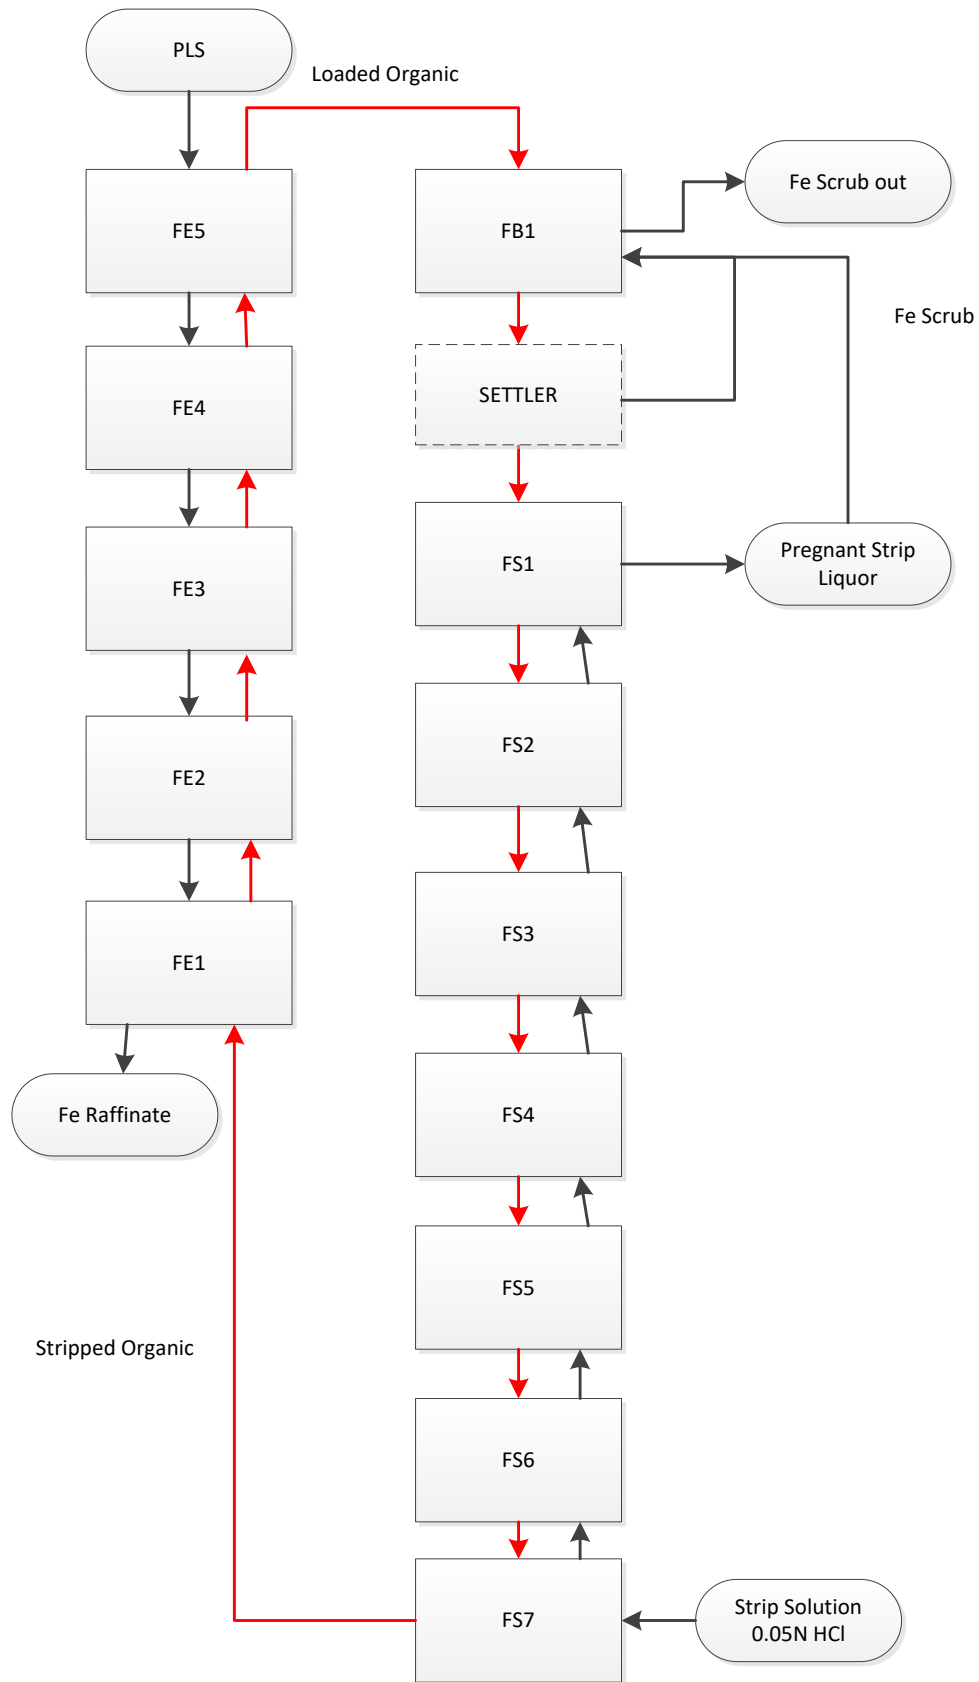 PLS
Loaded Organic
FE5
FB1
Fe Scrub out
Fe Scrub
FE4
SETTLER
FE3
FS1
Pregnant Strip
Liquor
FE2
FS2
FE1
FS3
Fe Raffinate
FS4
FS5
Stripped Organic
FS6
FS7
Strip Solution
0.05N HCl